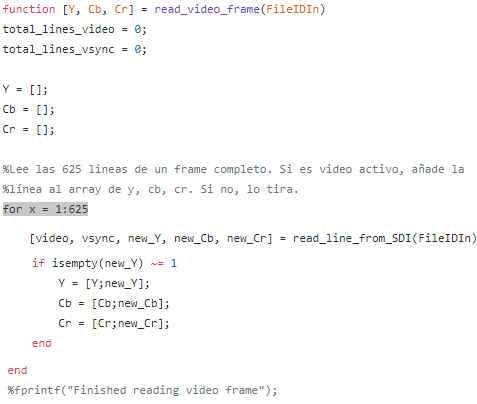 function [Y, Cb, Cr] = read_video_frame(FileIDIn)
total_lines_video = 0;
total_lines_vsync = 0;
Y = [];
Cb = [];
Cr = [];
%Lee las 625 lineas de un frame completo. Si es video activo, añade la
%línea al array de y, cb, cr. Si no, lo tira.
for x = 1:625
[video, vsync, new_Y, new_Cb, new_Cr] = read_line_from_SDI(FileIDIn)
if isempty(new_Y) ~= 1
Y = [Y;new_Y];
Cb = [Cb;new_Cb];
Cr = [Cr;new_Cr];
end
end
%fprintf("Finished reading video frame");